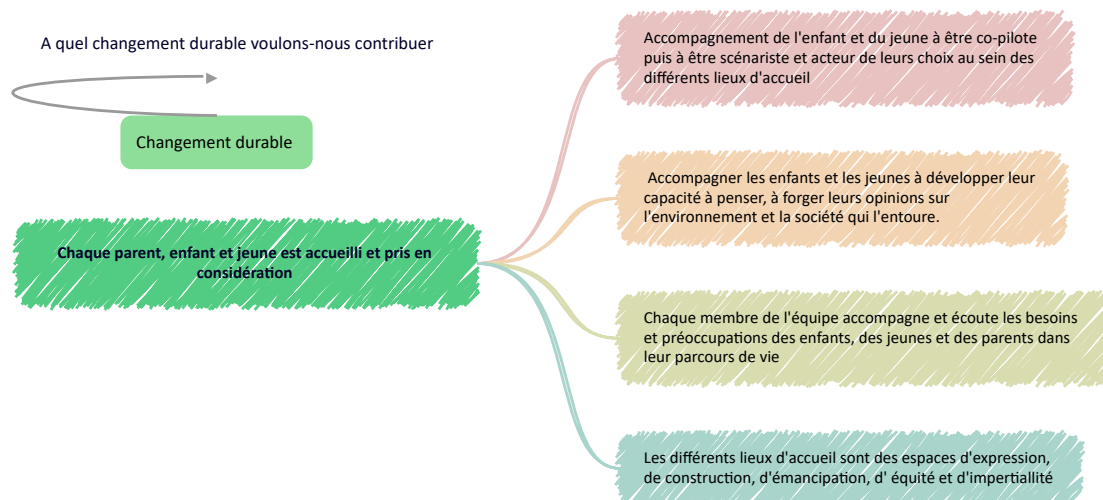 A quel changement durable voulons-nous contribuer
Changement durable
Chaque parent, enfant et jeune est accueilli et pris en
considération
Accompagnement de l'enfant et du jeune à être co-pilote
puis à être scénariste et acteur de leurs choix au sein des
différents lieux d'accueil
Accompagner les enfants et les jeunes à développer leur
capacité à penser, à forger leurs opinions sur
l'environnement et la société qui l'entoure.
Chaque membre de l'équipe accompagne et écoute les besoins
et préoccupations des enfants, des jeunes et des parents dans
leur parcours de vie
Les différents lieux d'accueil sont des espaces d'expression,
de construction, d'émancipation, d' équité et d'impertiallité